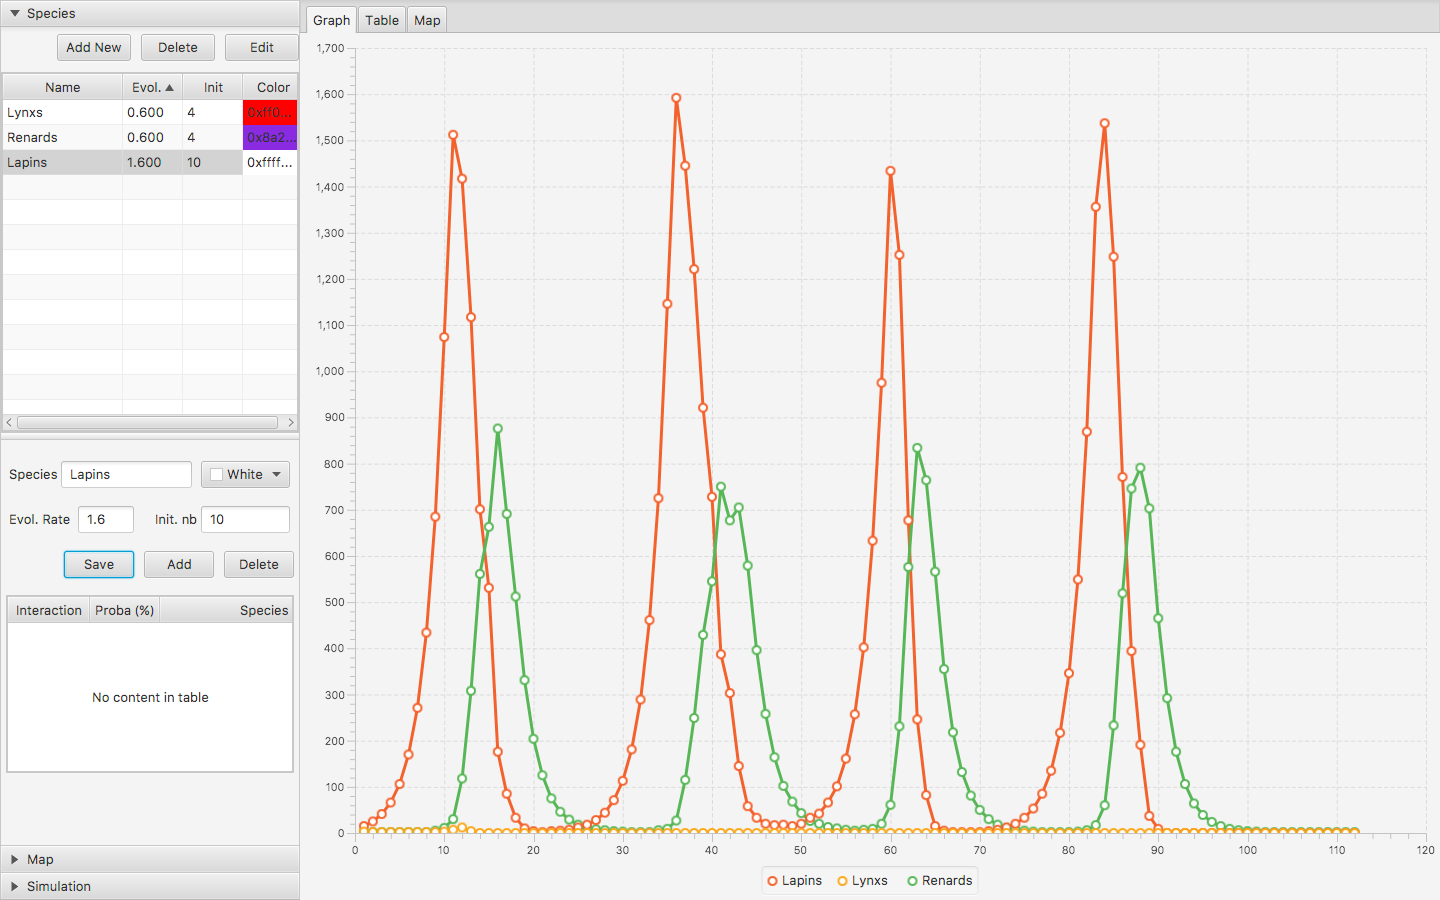 Species
Add New Delete Edit
Name Evol. Init Color
Lynxs 0.600 4 0xff0...
Renards 0.600 4 0x8a2...
Lapins 1.600 10 0xffff...
Species Lapins White
Evol. Rate 1.6 Init. nb 10
Save Add Delete
Interaction Proba (%) Species
No content in table
Map
Simulation
Graph Table Map
1,700
1,600
1,500
1,400
1,300
1,200
1,100
1,000
900
800
700
600
500
400
300
200
100
0
0 10 20 30 40 50 60 70 80 90 100 110 120
Lapins Lynxs Renards